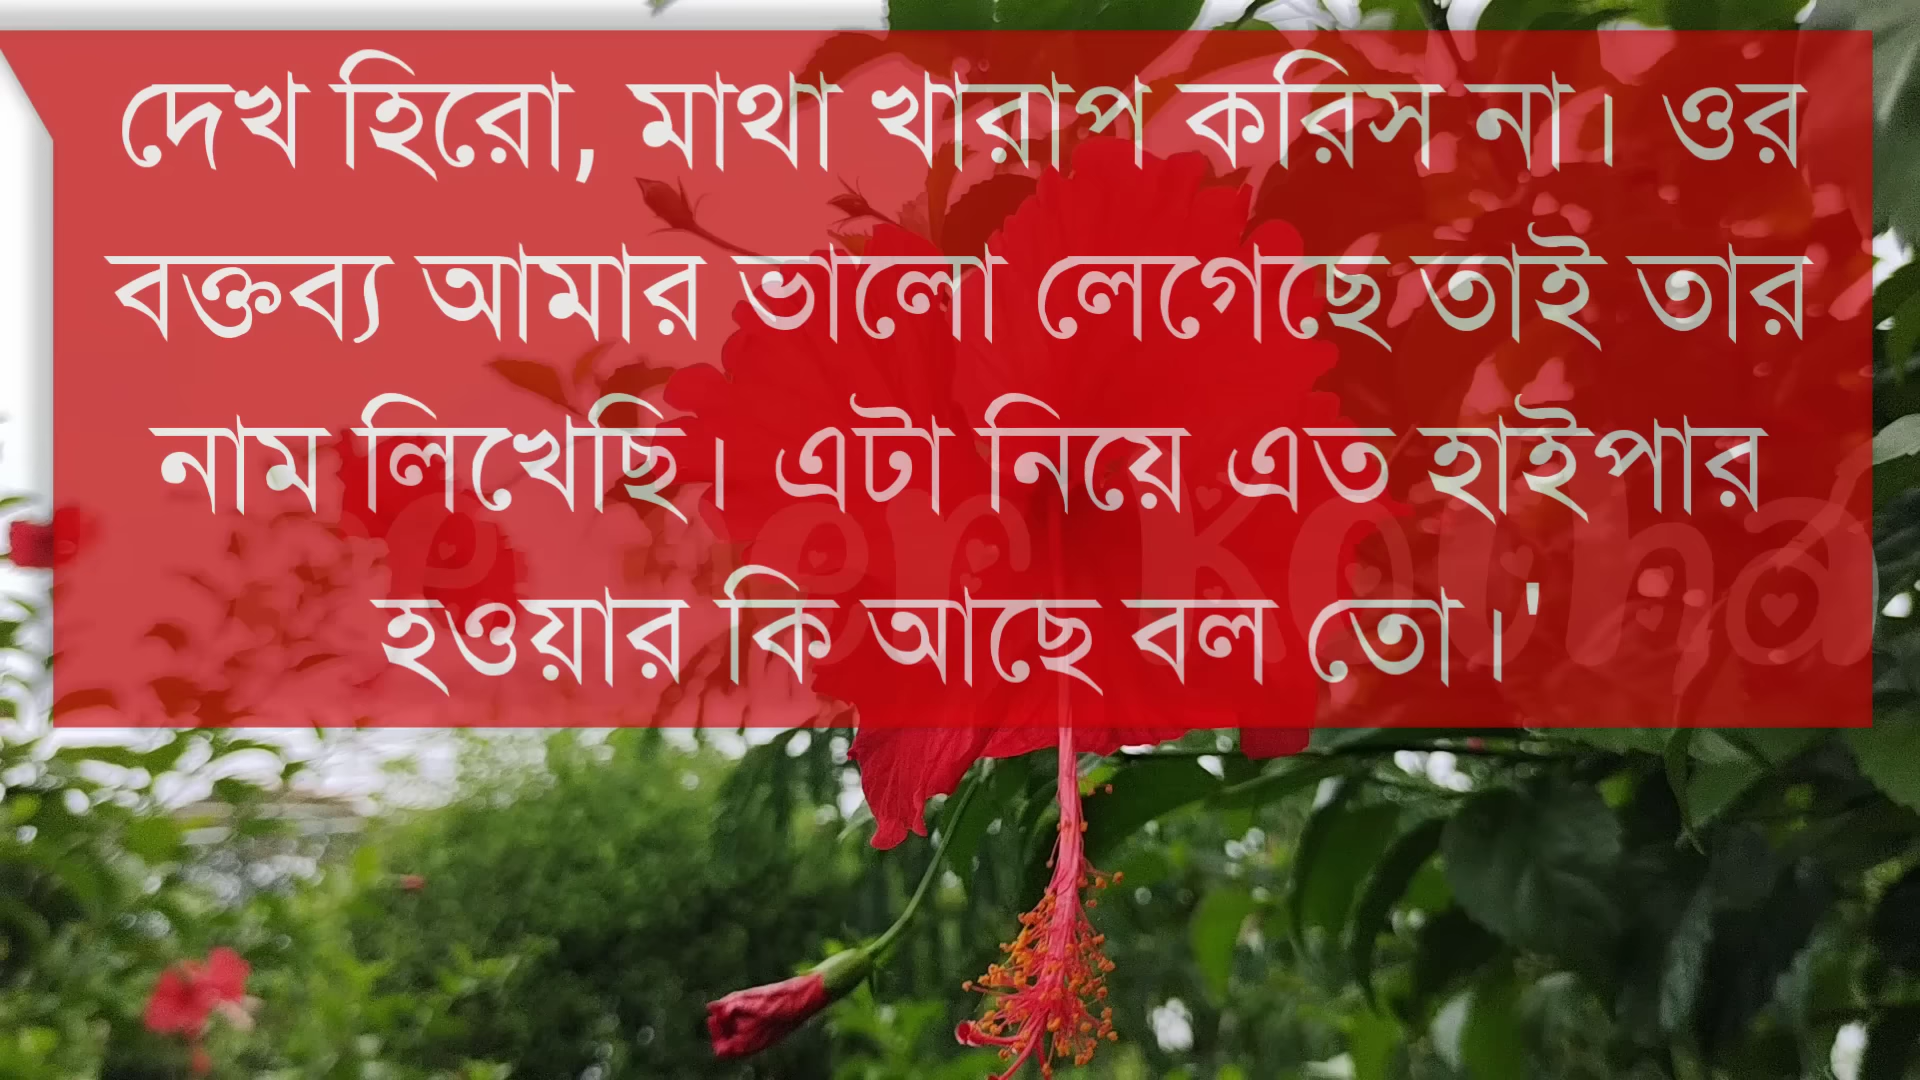 দেখ হিরো, মাথা খারাপ করিস না। ওর
বক্তব্য আমার ভালো লেগেছে তাই তার
নাম লিখেছি। এটা নিয়ে এত হাইপার
হওয়ার কি আছে বল তো।'